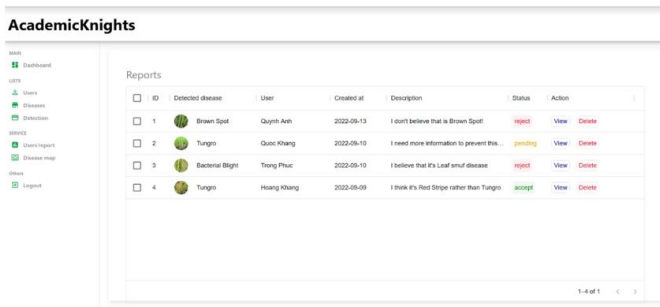 AcademicKnights
MAIN
Dashboard
LISTS
Users
Diseases
Detection
SERVICE
Users'report
Disease map
Others
Logout
Reports
ID Detected disease User Created at Description Status Action
1 Brown Spot Quynh Anh 2022-09-13 I don't believe that is Brown Spot! reject View Delete
2 Tungro Quoc Khang 2022-09-10 I need more information to prevent this... pending View Delete
3 Bacterial Blight Trong Phuc 2022-09-10 I believe that it's Leaf smuf disease reject View Delete
4 Tungro Hoang Khang 2022-09-09 I think it's Red Stripe rather than Tungro accept View Delete
1–4 of 1